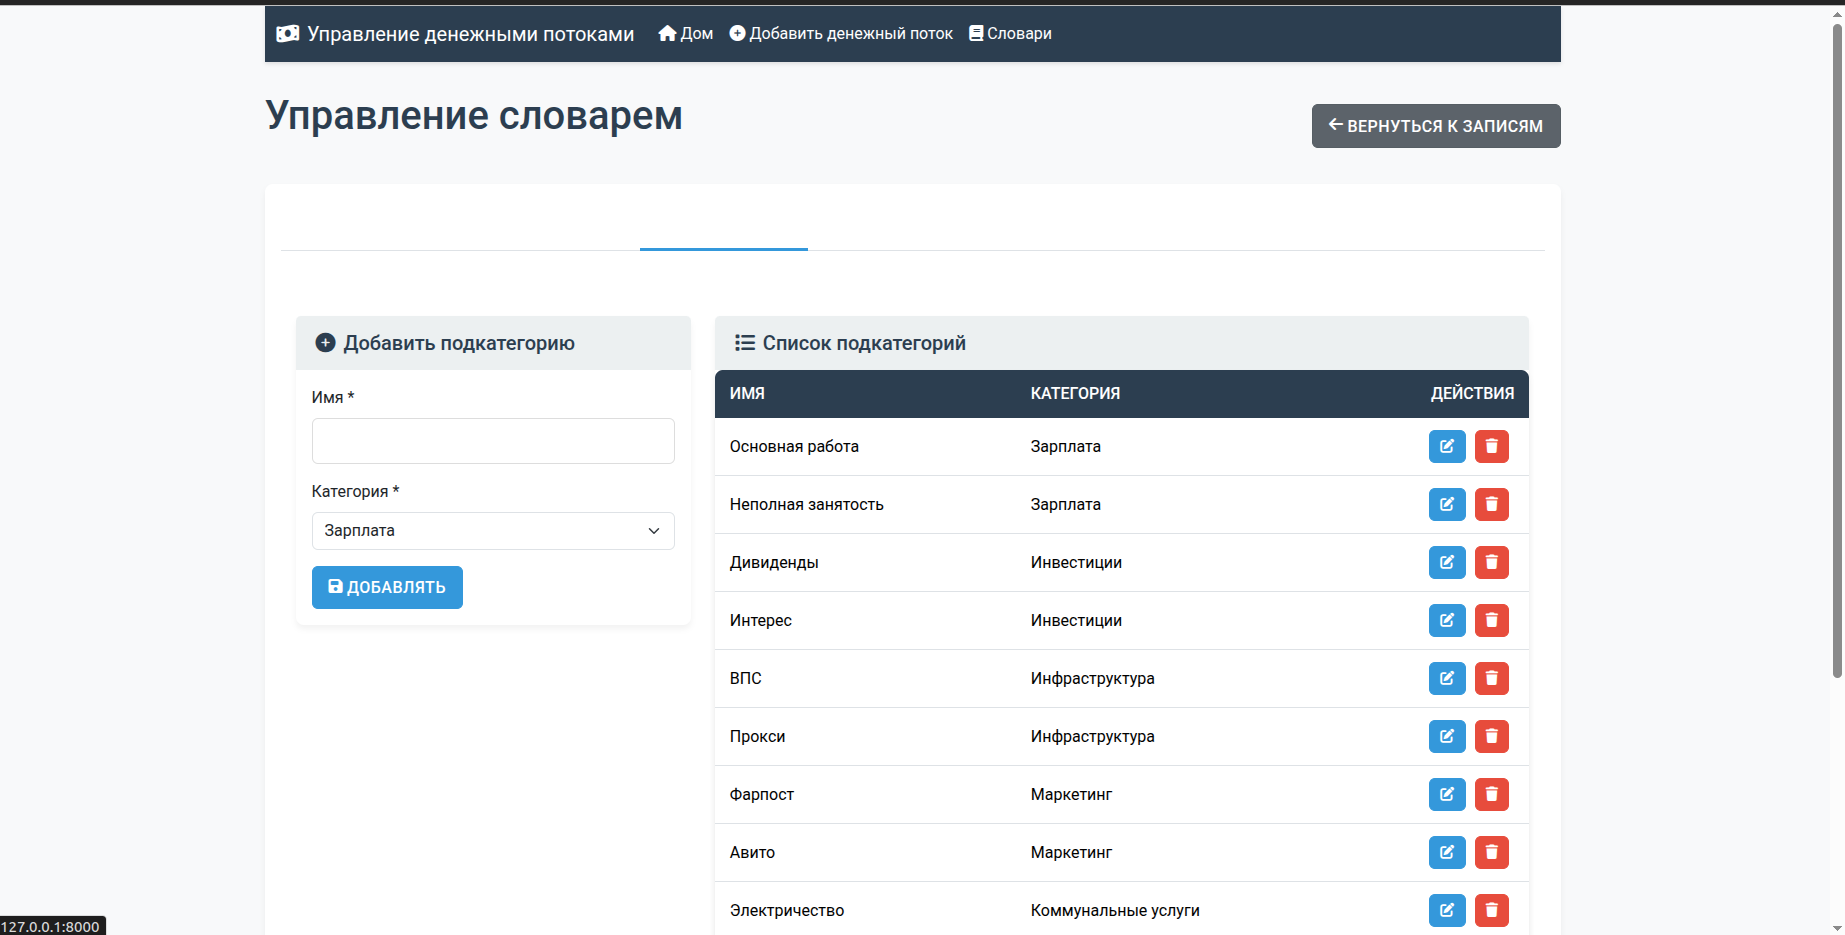 Управление денежными потоками Дом Добавить денежный поток Словари
Управление словарем
ВЕРНУТЬСЯ К ЗАПИСЯМ
Добавить подкатегорию
Имя *
Категория *
Зарплата
ДОБАВЛЯТЬ
Список подкатегорий
ИМЯ КАТЕГОРИЯ ДЕЙСТВИЯ
Основная работа Зарплата
Неполная занятость Зарплата
Дивиденды Инвестиции
Интерес Инвестиции
ВПС Инфраструктура
Прокси Инфраструктура
Фарпост Маркетинг
Авито Маркетинг
Электричество Коммунальные услуги
127.0.0.1:8000